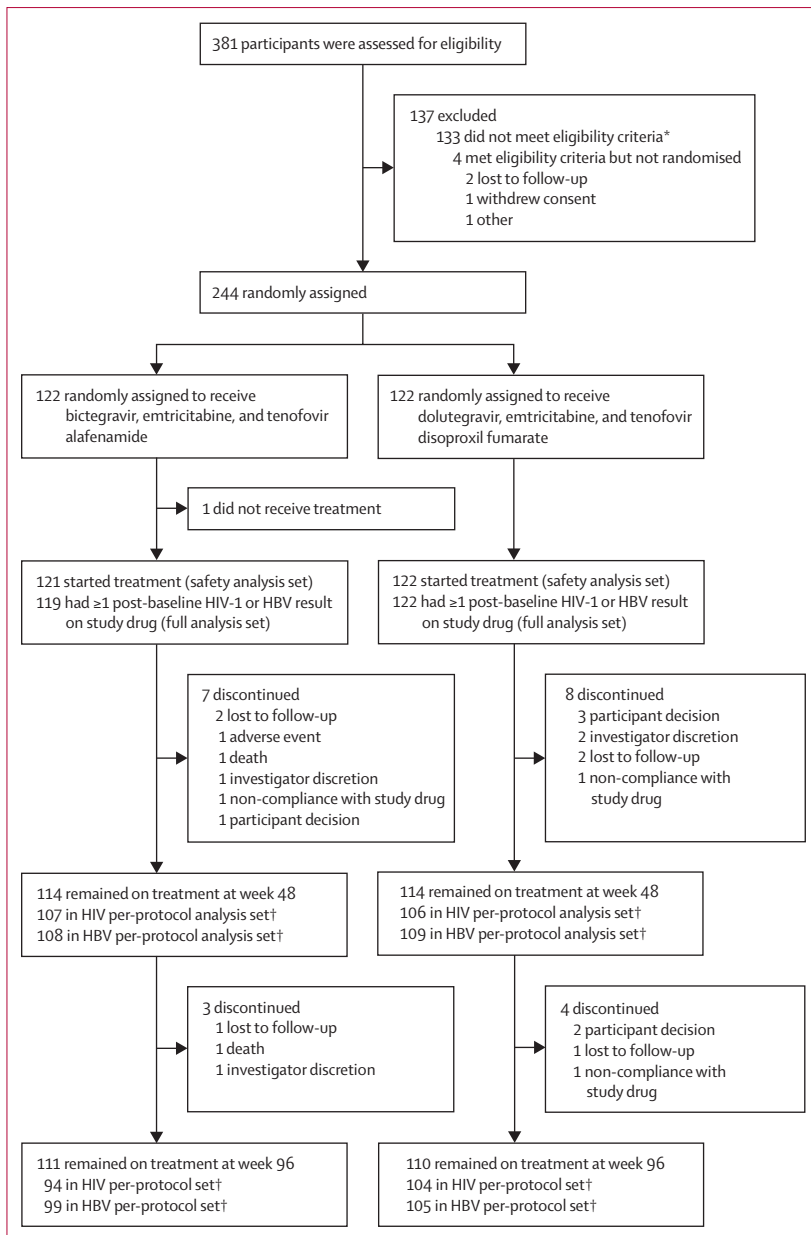 381 participants were assessed for eligibility
137 excluded
133 did not meet eligibility criteria*
4 met eligibility criteria but not randomised
2 lost to follow-up
1 withdrew consent
1 other
244 randomly assigned
122 randomly assigned to receive
bictegravir, emtricitabine, and tenofovir
alafenamide
122 randomly assigned to receive
dolutegravir, emtricitabine, and tenofovir
disoproxil fumarate
1 did not receive treatment
121 started treatment (safety analysis set)
119 had ≥1 post-baseline HIV-1 or HBV result
on study drug (full analysis set)
122 started treatment (safety analysis set)
122 had ≥1 post-baseline HIV-1 or HBV result
on study drug (full analysis set)
7 discontinued
2 lost to follow-up
1 adverse event
1 death
1 investigator discretion
1 non-compliance with study drug
1 participant decision
8 discontinued
3 participant decision
2 investigator discretion
2 lost to follow-up
1 non-compliance with
study drug
114 remained on treatment at week 48
107 in HIV per-protocol analysis set†
108 in HBV per-protocol analysis set†
114 remained on treatment at week 48
106 in HIV per-protocol analysis set†
109 in HBV per-protocol analysis set†
3 discontinued
1 lost to follow-up
1 death
1 investigator discretion
4 discontinued
2 participant decision
1 lost to follow-up
1 non-compliance with
study drug
111 remained on treatment at week 96
94 in HIV per-protocol set†
99 in HBV per-protocol set†
110 remained on treatment at week 96
104 in HIV per-protocol set†
105 in HBV per-protocol set†